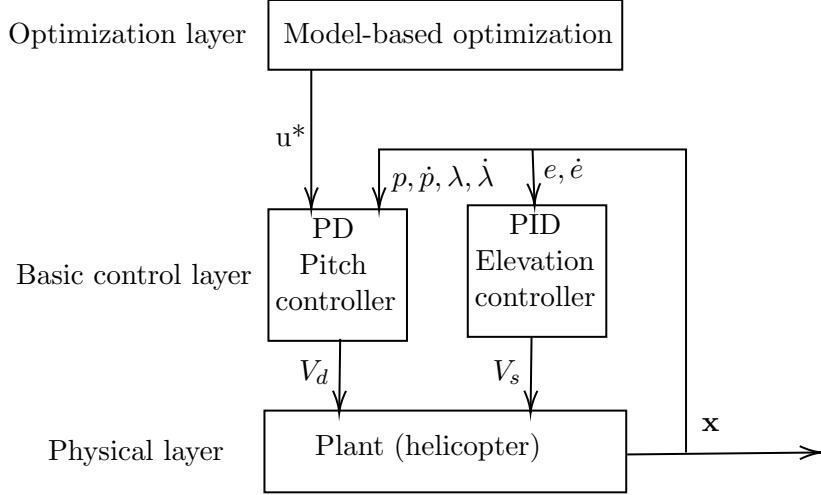 Optimization layer
Model-based optimization
u*
p, ṗ, λ, λ̇
e, ė
Basic control layer
PD
Pitch
controller
PID
Elevation
controller
V_d
V_s
Physical layer
Plant (helicopter)
x